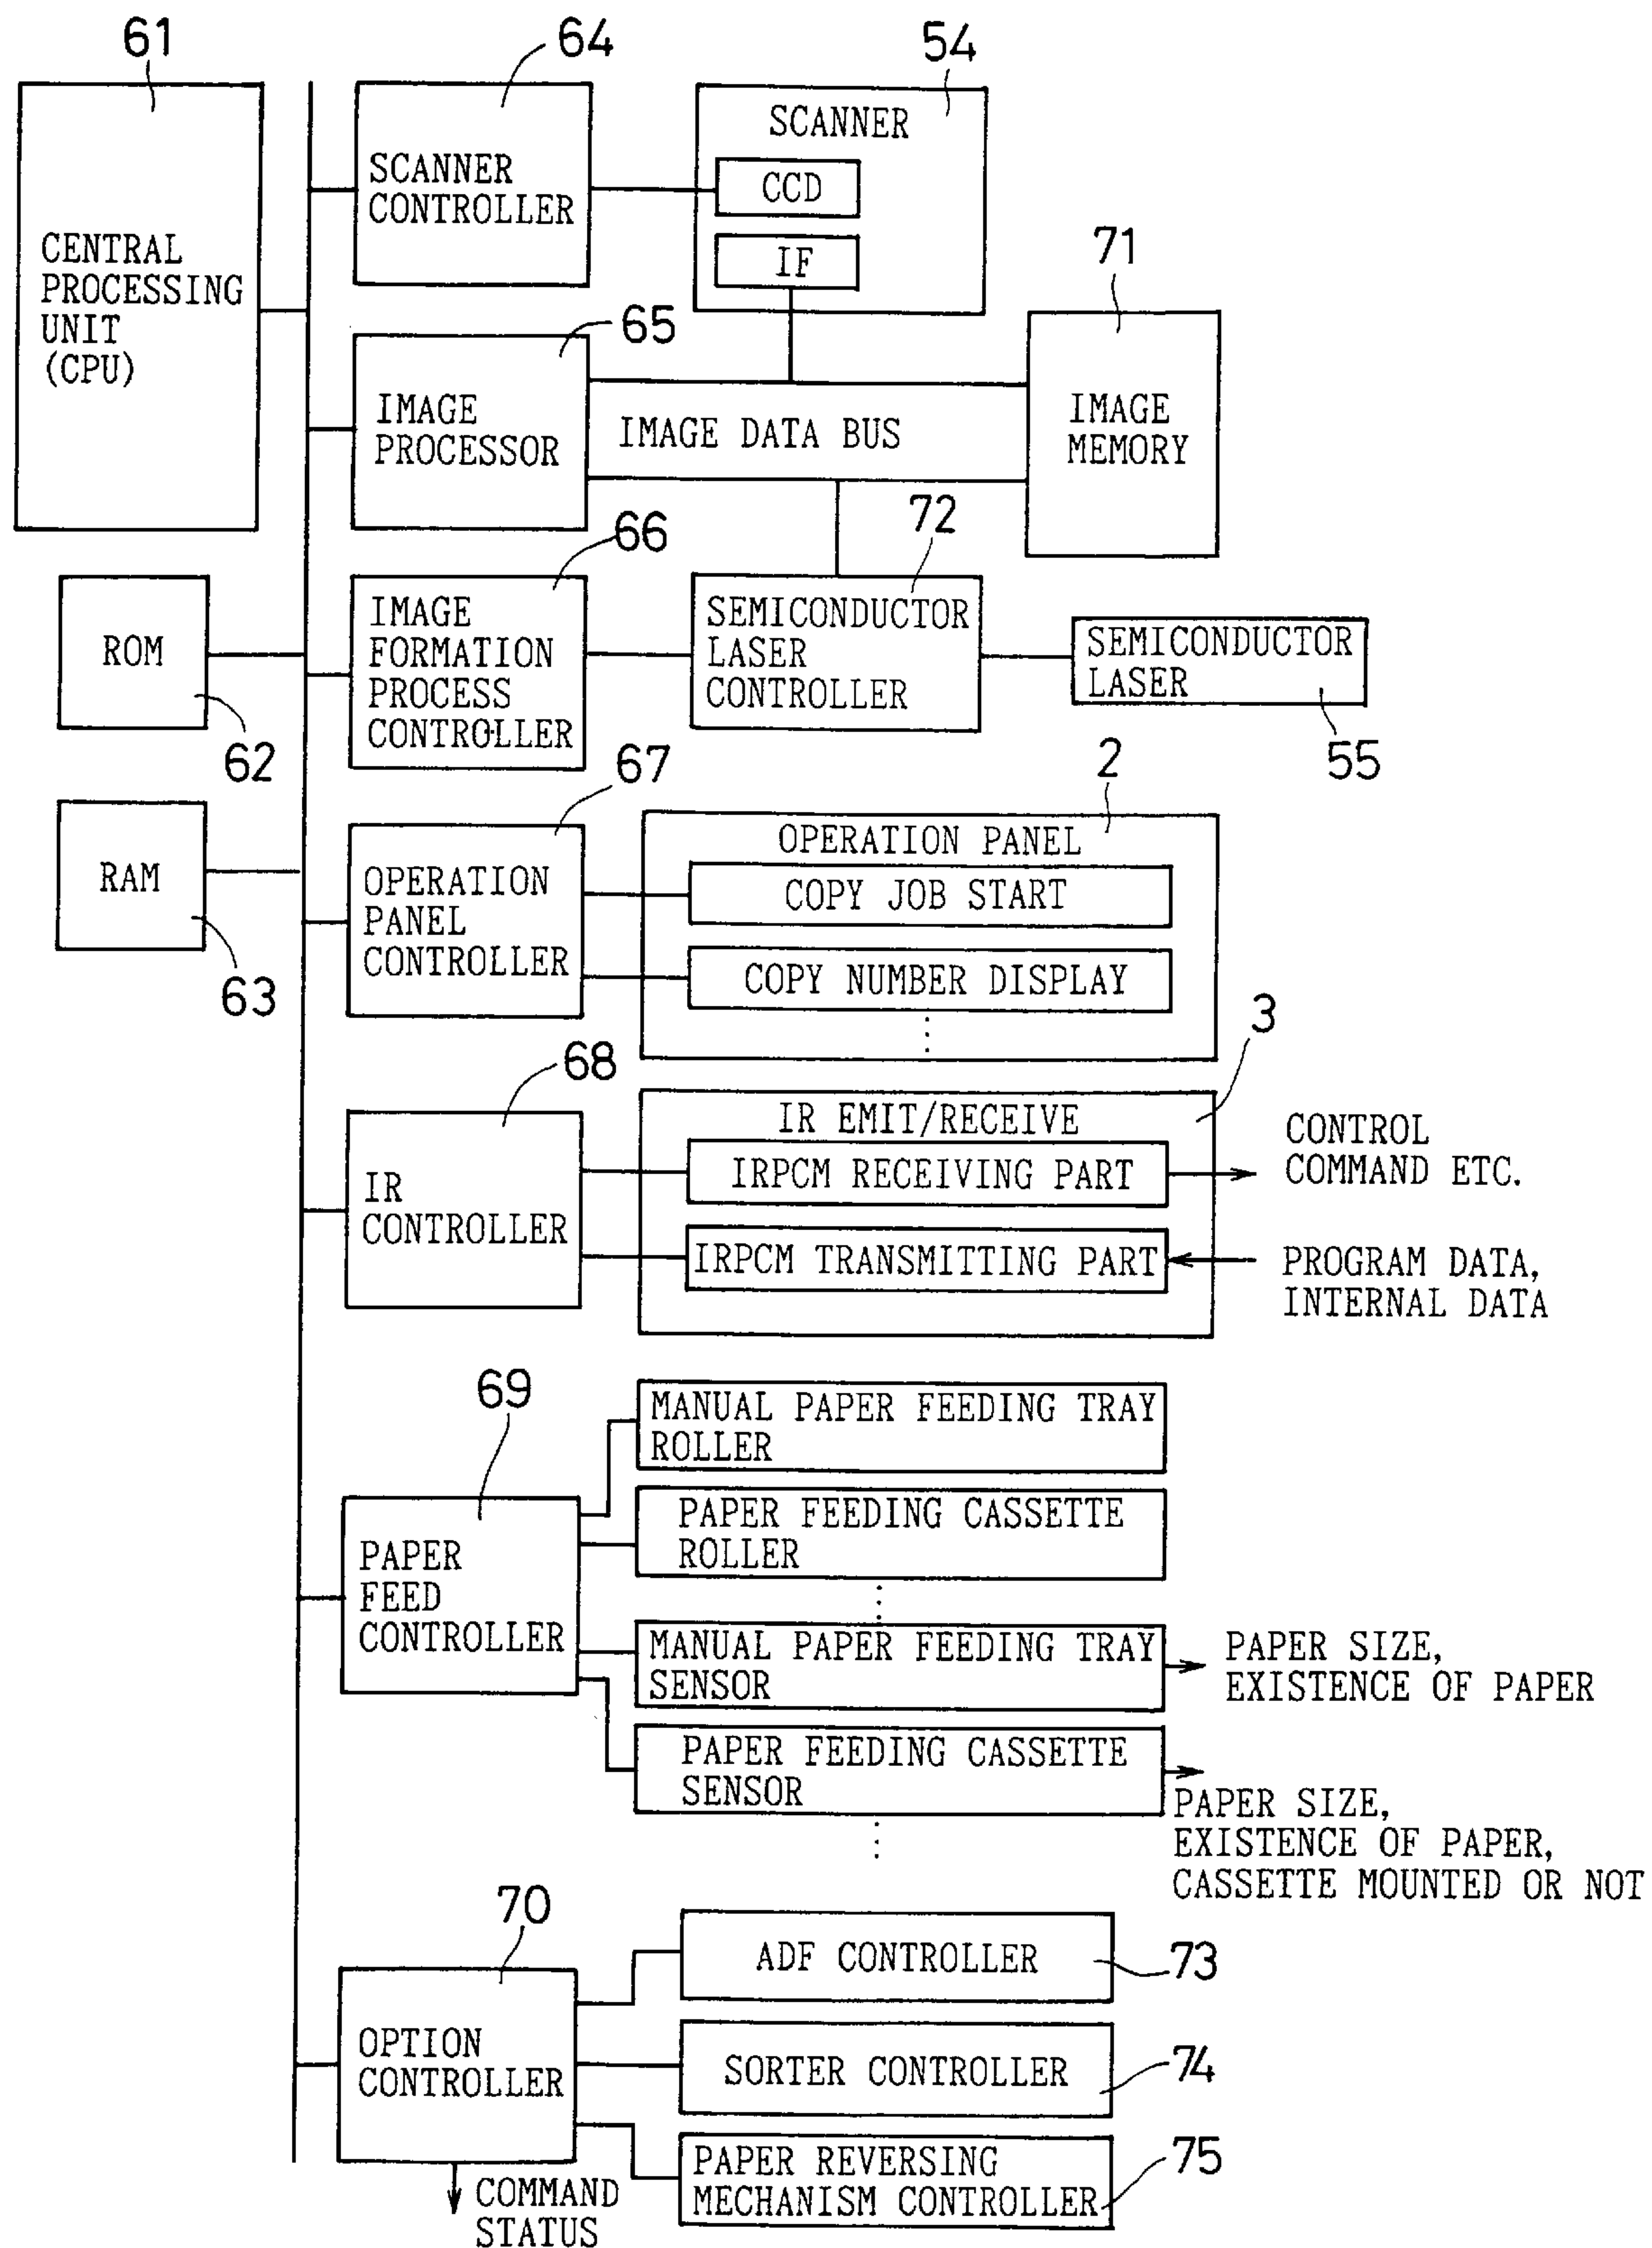 61
64
54
CENTRAL
PROCESSING
UNIT
(CPU)
SCANNER
CONTROLLER
SCANNER
CCD
IF
71
65
IMAGE
PROCESSOR
IMAGE DATA BUS
IMAGE
MEMORY
66
72
ROM
62
IMAGE
FORMATION
PROCESS
CONTROLLER
SEMICONDUCTOR
LASER
CONTROLLER
SEMICONDUCTOR
LASER
55
67
2
RAM
63
OPERATION
PANEL
CONTROLLER
OPERATION PANEL
COPY JOB START
COPY NUMBER DISPLAY
68
3
IR
CONTROLLER
IR EMIT/RECEIVE
IRPCM RECEIVING PART
IRPCM TRANSMITTING PART
CONTROL
COMMAND ETC.
PROGRAM DATA,
INTERNAL DATA
69
PAPER
FEED
CONTROLLER
MANUAL PAPER FEEDING TRAY
ROLLER
PAPER FEEDING CASSETTE
ROLLER
MANUAL PAPER FEEDING TRAY
SENSOR
PAPER SIZE,
EXISTENCE OF PAPER
PAPER FEEDING CASSETTE
SENSOR
PAPER SIZE,
EXISTENCE OF PAPER,
CASSETTE MOUNTED OR NOT
70
OPTION
CONTROLLER
ADF CONTROLLER
73
SORTER CONTROLLER
74
PAPER REVERSING
MECHANISM CONTROLLER
75
COMMAND
STATUS